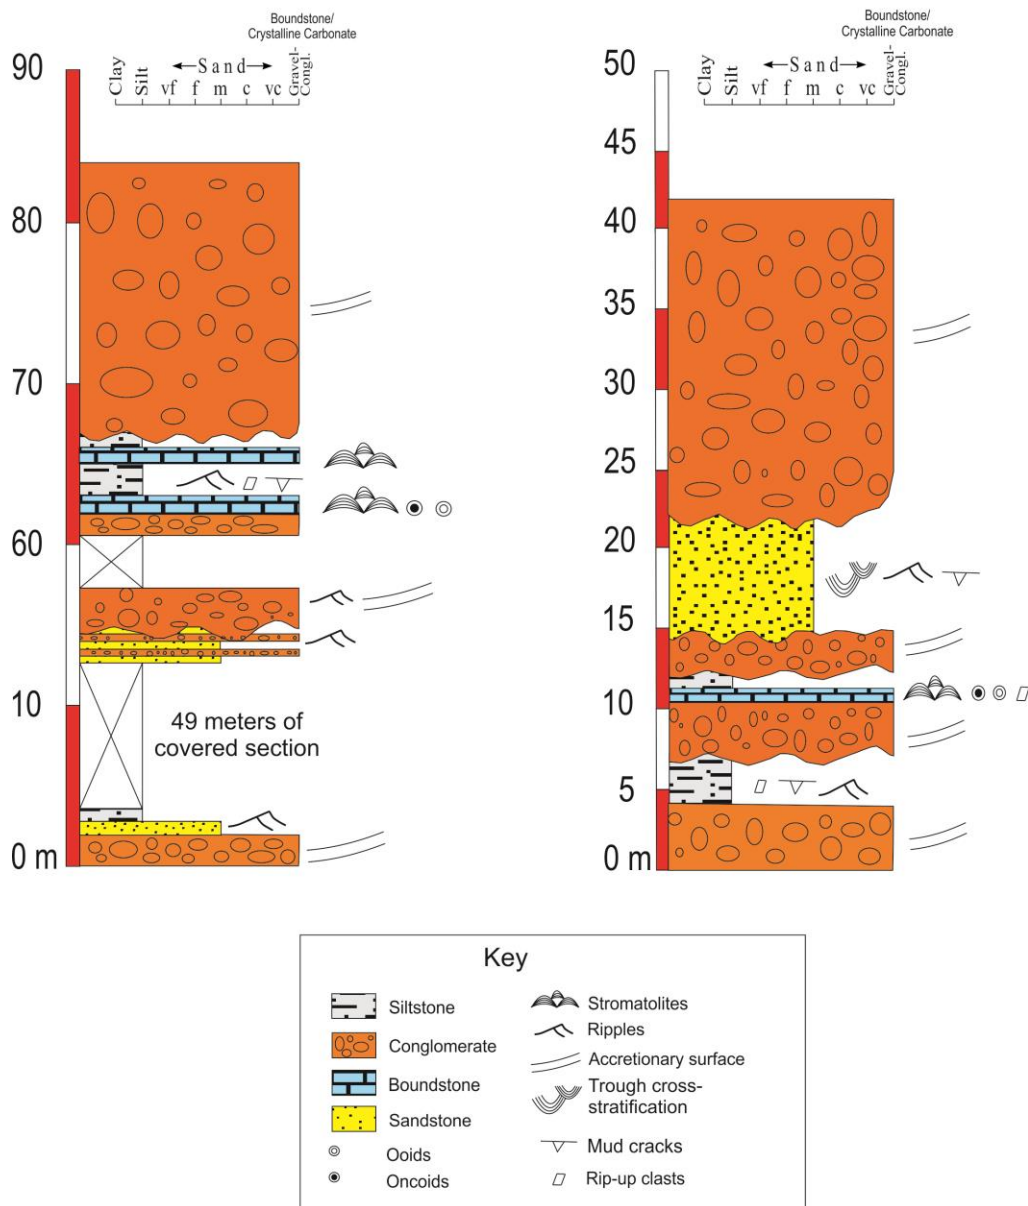 Boundstone/
Crystalline Carbonate
90
Clay
Silt
Sand
vf f m c vc
Gravel-
Congl.
80
70
60
10
0 m
49 meters of
covered section
Boundstone/
Crystalline Carbonate
50
Clay
Silt
Sand
vf f m c vc
Gravel-
Congl.
45
40
35
30
25
20
15
10
5
0 m
Key
Siltstone
Conglomerate
Boundstone
Sandstone
Ooids
Oncoids
Stromatolites
Ripples
Accretionary surface
Trough cross-
stratification
Mud cracks
Rip-up clasts